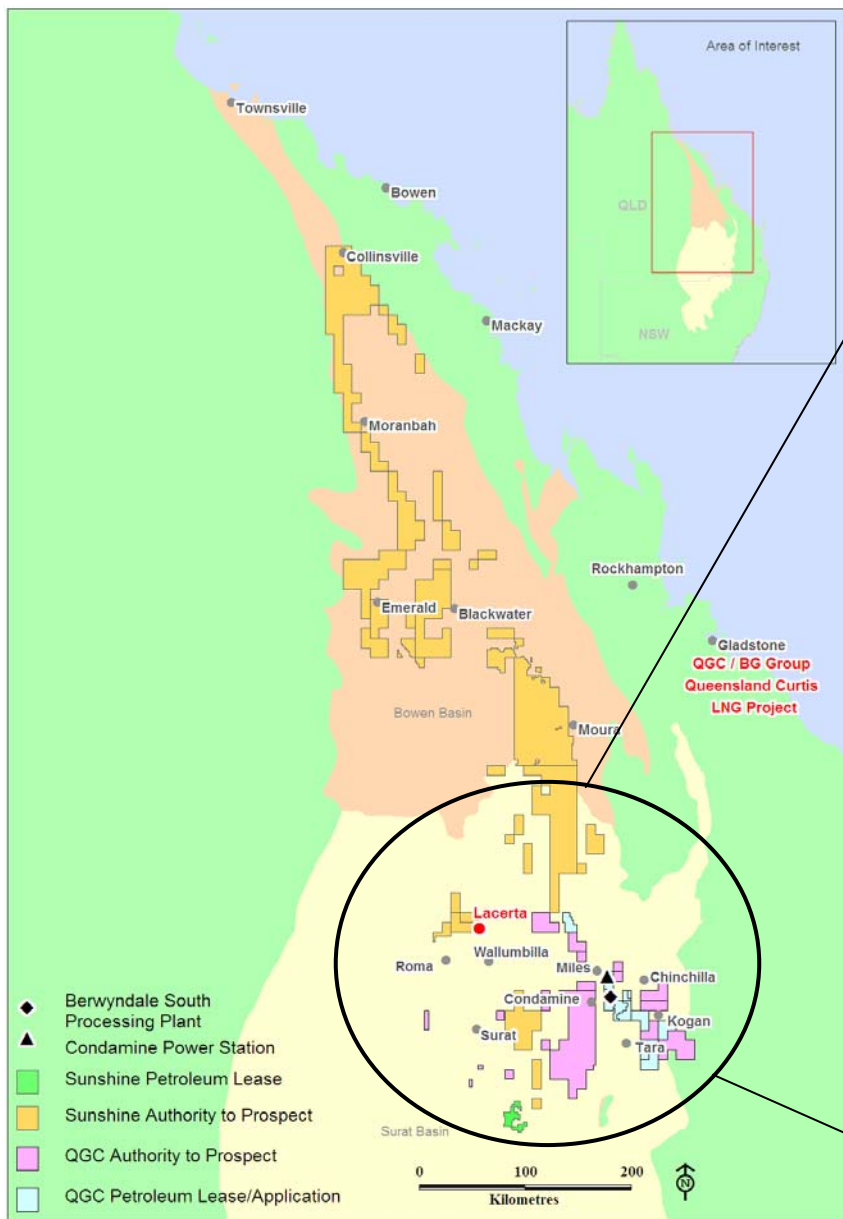 Area of Interest
Townsville
Bowen
QLD
Collinsville
Mackay
NSW
Moranbah
Rockhampton
Emerald
Blackwater
Gladstone
QGC / BG Group
Queensland Curtis
LNG Project
Bowen Basin
Moura
Lacerta
Roma
Wallumbilla
Miles
Chinchilla
Condamine
Kogan
Surat
Tara
Surat Basin
Berwyndale South
Processing Plant
Condamine Power Station
Sunshine Petroleum Lease
Sunshine Authority to Prospect
QGC Authority to Prospect
QGC Petroleum Lease/Application
0 100 200
Kilometres
N